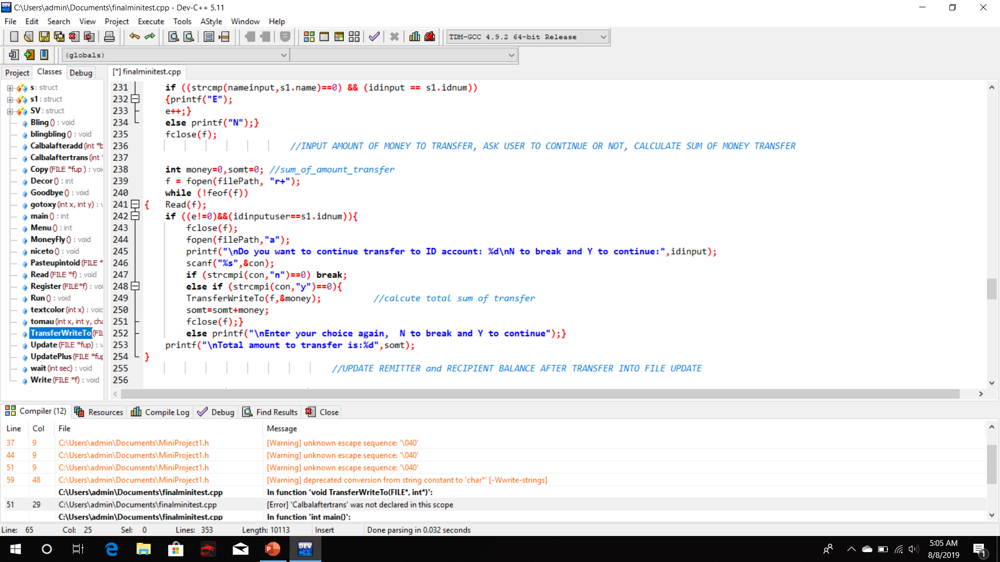 C:\Users\admin\Documents\finalminitest.cpp - Dev-C++ 5.11
File Edit Search View Project Execute Tools AStyle Window Help
TDM-GCC 4.9.2 64-bit Release
(globals)
Project Classes Debug
[*] finalminitest.cpp
s : struct
s1 : struct
SV : struct
Bling () : void
blingbling () : void
Calbalafteradd (int *b
Calbalaftertrans (int *
Copy (FILE *fup ) : voi
Decor () : int
Goodbye () : void
gotoxy (int x, int y) : v
main () : int
Menu () : int
MoneyFly () : void
niceto () : void
Pasteupintoid (FILE *
Read (FILE *f) : void
Register (FILE*f) : voi
Run () : void
textcolor (int x) : voic
tomau (int x, int y, cha
TransferWriteTo (FIL
Update (FILE *fup) : v
UpdatePlus (FILE *fup
wait (int sec) : void
Write (FILE *f) : void
231 if ((strcmp(nameinput,s1.name)==0) && (idinput == s1.idnum))
232 {printf("E");
233 e++;}
234 else printf("N");}
235 fclose(f);
236 //INPUT AMOUNT OF MONEY TO TRANSFER, ASK USER TO CONTINUE OR NOT, CALCULATE SUM OF MONEY TRANSFER
237
238 int money=0,somt=0; //sum_of_amount_transfer
239 f = fopen(filePath, "r+");
240 while (!feof(f))
241 { Read(f);
242 if ((e!=0)&&(idinputuser==s1.idnum)){
243 fclose(f);
244 fopen(filePath,"a");
245 printf("\nDo you want to continue transfer to ID account: %d\nN to break and Y to continue:",idinput);
246 scanf("%s",&con);
247 if (strcmpi(con,"n")==0) break;
248 else if (strcmpi(con,"y")==0){
249 TransferWriteTo(f,&money); //calcute total sum of transfer
250 somt=somt+money;
251 fclose(f);}
252 else printf("\nEnter your choice again,  N to break and Y to continue");}
253 printf("\nTotal amount to transfer is:%d",somt);
254 }
255 //UPDATE REMITTER and RECIPIENT BALANCE AFTER TRANSFER INTO FILE UPDATE
256
Compiler (12) Resources Compile Log Debug Find Results Close
Line Col File Message
37 9 C:\Users\admin\Documents\MiniProject1.h [Warning] unknown escape sequence: '\040'
44 9 C:\Users\admin\Documents\MiniProject1.h [Warning] unknown escape sequence: '\040'
51 9 C:\Users\admin\Documents\MiniProject1.h [Warning] unknown escape sequence: '\040'
59 48 C:\Users\admin\Documents\MiniProject1.h [Warning] deprecated conversion from string constant to 'char*' [-Wwrite-strings]
C:\Users\admin\Documents\finalminitest.cpp In function 'void TransferWriteTo(FILE*, int*)':
51 29 C:\Users\admin\Documents\finalminitest.cpp [Error] 'Calbalaftertrans' was not declared in this scope
C:\Users\admin\Documents\finalminitest.cpp In function 'int main()':
Line: 65 Col: 25 Sel: 0 Lines: 353 Length: 10113 Insert Done parsing in 0.032 seconds
DEV C++
5:05 AM
8/8/2019
1